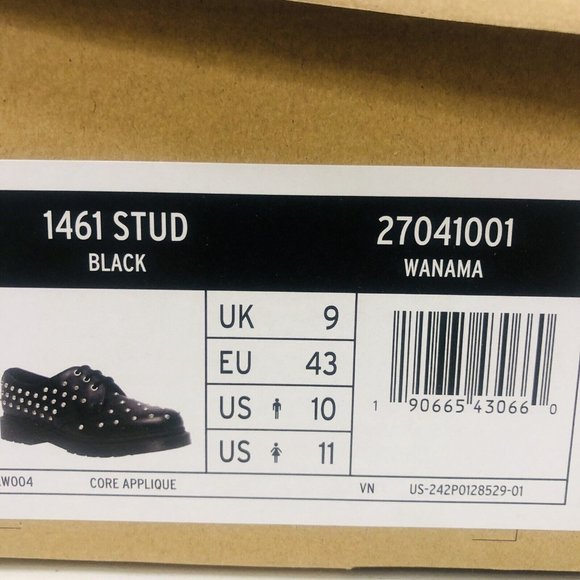 1461 STUD
BLACK
27041001
WANAMA
UK 9
EU 43
US 10
US 11
1 90665 43066 0
CORE APPLIQUE
VN
US-242P0128529-01